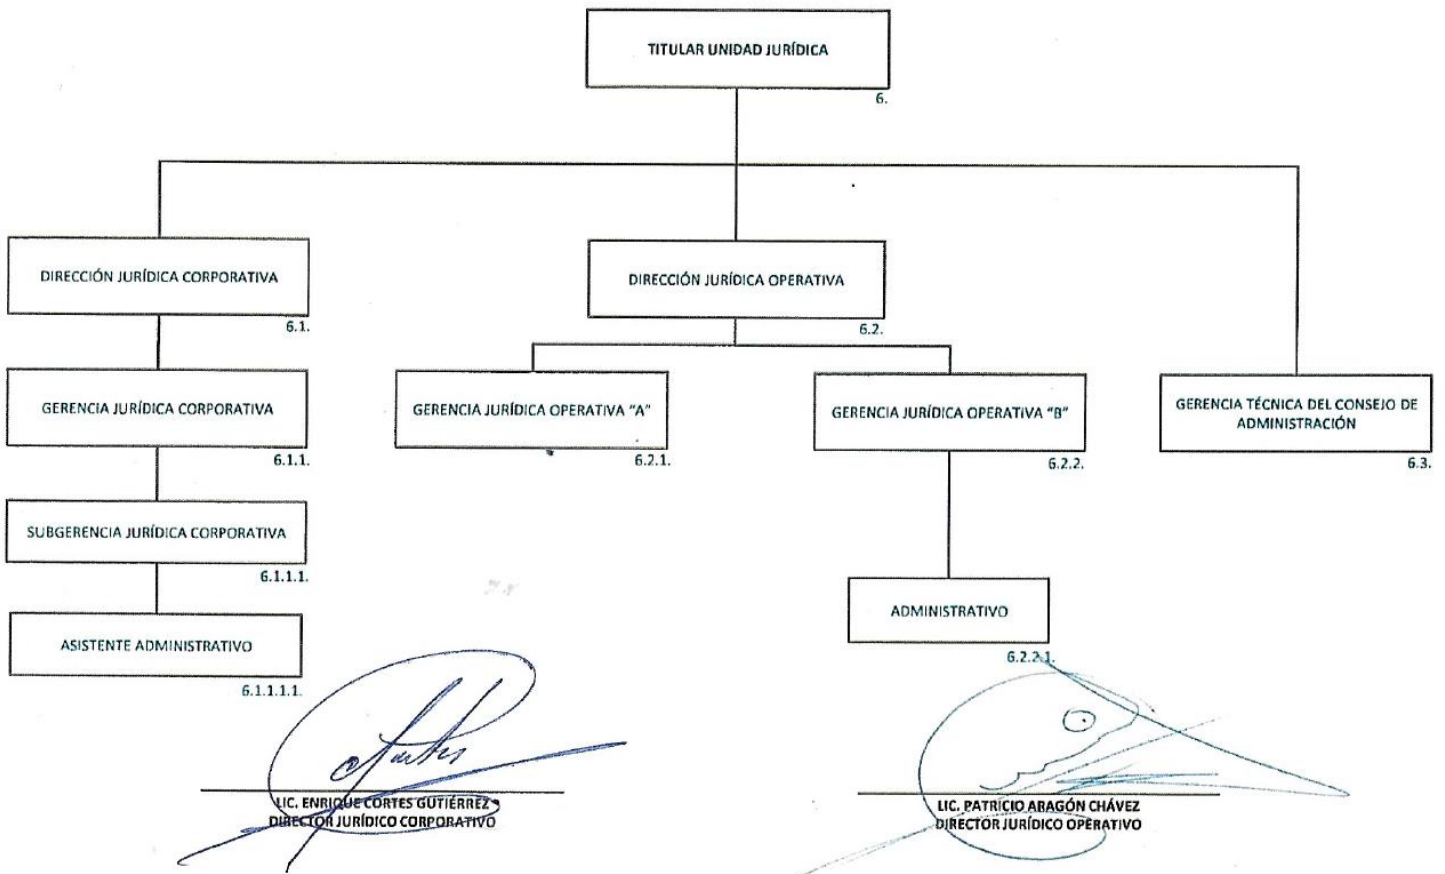 TITULAR UNIDAD JURÍDICA
6.
DIRECCIÓN JURÍDICA CORPORATIVA
6.1.
DIRECCIÓN JURÍDICA OPERATIVA
6.2.
GERENCIA JURÍDICA CORPORATIVA
6.1.1.
GERENCIA JURÍDICA OPERATIVA "A"
6.2.1.
GERENCIA JURÍDICA OPERATIVA "B"
6.2.2.
GERENCIA TÉCNICA DEL CONSEJO DE
ADMINISTRACIÓN
6.3.
SUBGERENCIA JURÍDICA CORPORATIVA
6.1.1.1.
ASISTENTE ADMINISTRATIVO
6.1.1.1.1.
ADMINISTRATIVO
6.2.2.1.
LIC. ENRIQUE CORTES GUTIÉRREZ
DIRECTOR JURÍDICO CORPORATIVO
LIC. PATRICIO ARAGÓN CHÁVEZ
DIRECTOR JURÍDICO OPERATIVO